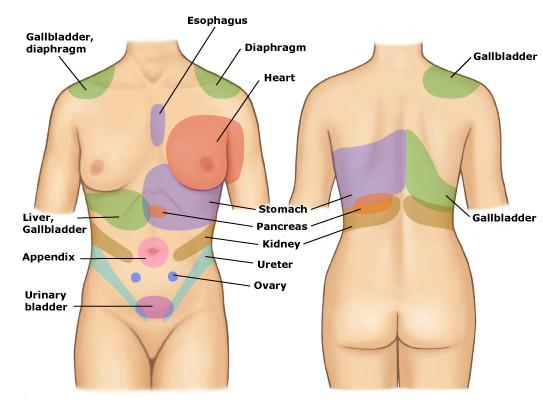 Esophagus
Gallbladder,
diaphragm
Diaphragm
Heart
Gallbladder
Stomach
Pancreas
Kidney
Liver,
Gallbladder
Gallbladder
Appendix
Ureter
Ovary
Urinary
bladder